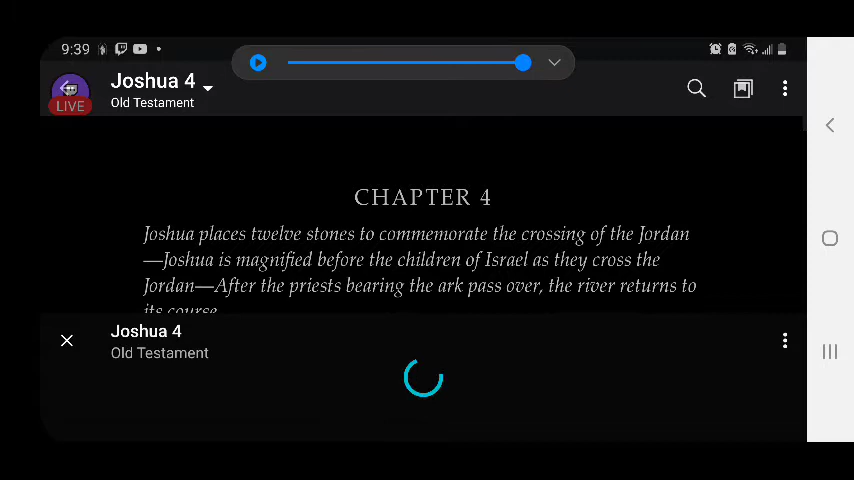 9:39
Joshua 4
Old Testament
LIVE
CHAPTER 4
Joshua places twelve stones to commemorate the crossing of the Jordan
—Joshua is magnified before the children of Israel as they cross the
Jordan—After the priests bearing the ark pass over, the river returns to
its course.
Joshua 4
Old Testament